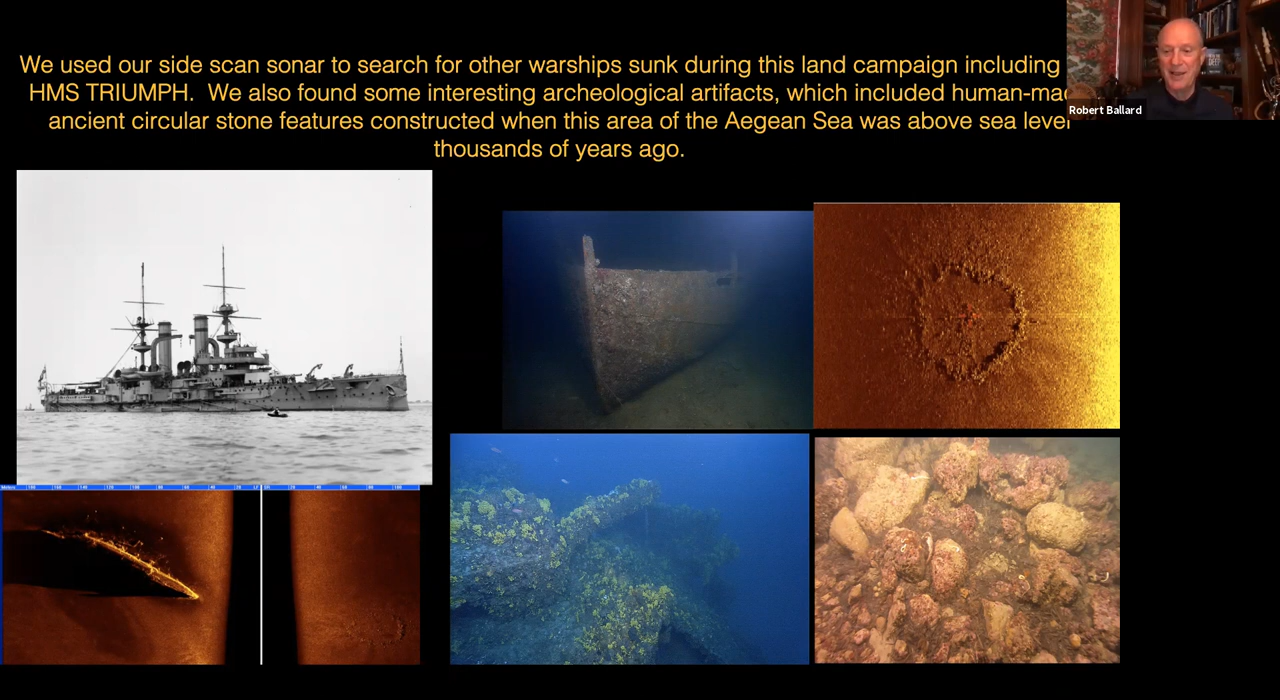 We used our side scan sonar to search for other warships sunk during this land campaign including
HMS TRIUMPH. We also found some interesting archeological artifacts, which included human-mad
ancient circular stone features constructed when this area of the Aegean Sea was above sea level
thousands of years ago.
Robert Ballard